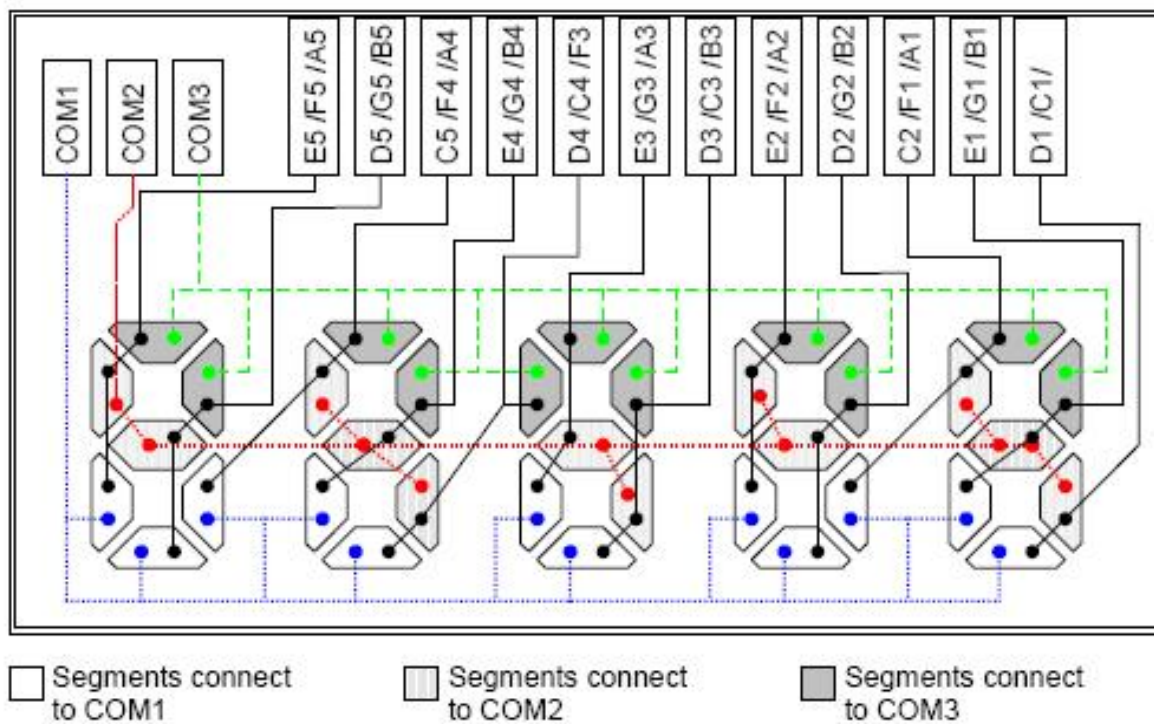 COM1
COM2
COM3
E5 /F5 /A5
D5 /G5 /B5
C5 /F4 /A4
E4 /G4 /B4
D4 /C4 /F3
E3 /G3 /A3
D3 /C3 /B3
E2 /F2 /A2
D2 /G2 /B2
C2 /F1 /A1
E1 /G1 /B1
D1 /C1/
Segments connect
to COM1
Segments connect
to COM2
Segments connect
to COM3